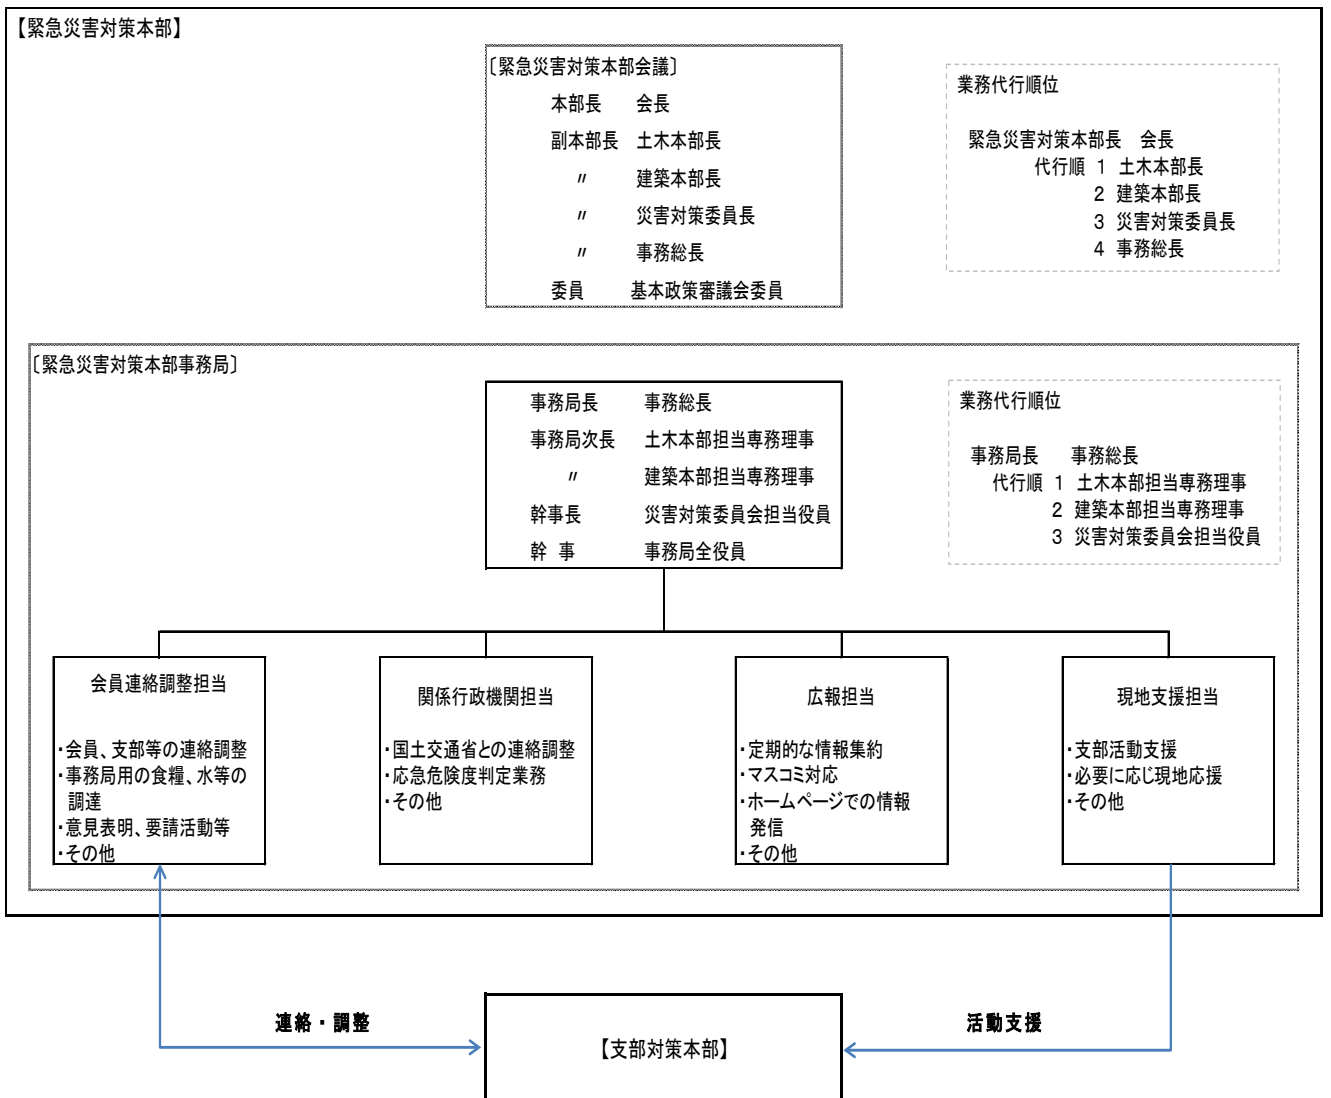 【緊急災害対策本部】
〔緊急災害対策本部会議〕
本部長 会長
副本部長 土木本部長
〃 建築本部長
〃 災害対策委員長
〃 事務総長
委員 基本政策審議会委員
業務代行順位
緊急災害対策本部長 会長
代行順 1 土木本部長
2 建築本部長
3 災害対策委員長
4 事務総長
〔緊急災害対策本部事務局〕
事務局長 事務総長
事務局次長 土木本部担当専務理事
〃 建築本部担当専務理事
幹事長 災害対策委員会担当役員
幹 事 事務局全役員
業務代行順位
事務局長 事務総長
代行順 1 土木本部担当専務理事
2 建築本部担当専務理事
3 災害対策委員会担当役員
会員連絡調整担当
・会員、支部等の連絡調整
・事務局用の食糧、水等の
調達
・意見表明、要請活動等
・その他
関係行政機関担当
・国土交通省との連絡調整
・応急危険度判定業務
・その他
広報担当
・定期的な情報集約
・マスコミ対応
・ホームページでの情報
発信
・その他
現地支援担当
・支部活動支援
・必要に応じ現地応援
・その他
連絡・調整
【支部対策本部】
活動支援